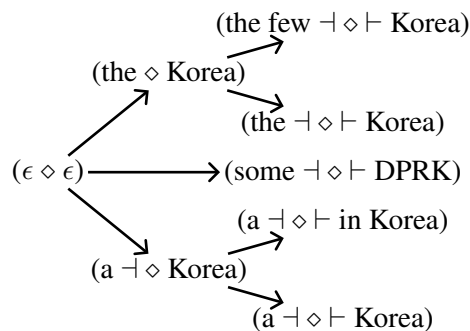 (the few ⊣ ⋄ ⊢ Korea)
(the ⋄ Korea)
(the ⊣ ⋄ ⊢ Korea)
(ϵ ⋄ ϵ)
(some ⊣ ⋄ ⊢ DPRK)
(a ⊣ ⋄ ⊢ in Korea)
(a ⊣ ⋄ Korea)
(a ⊣ ⋄ ⊢ Korea)